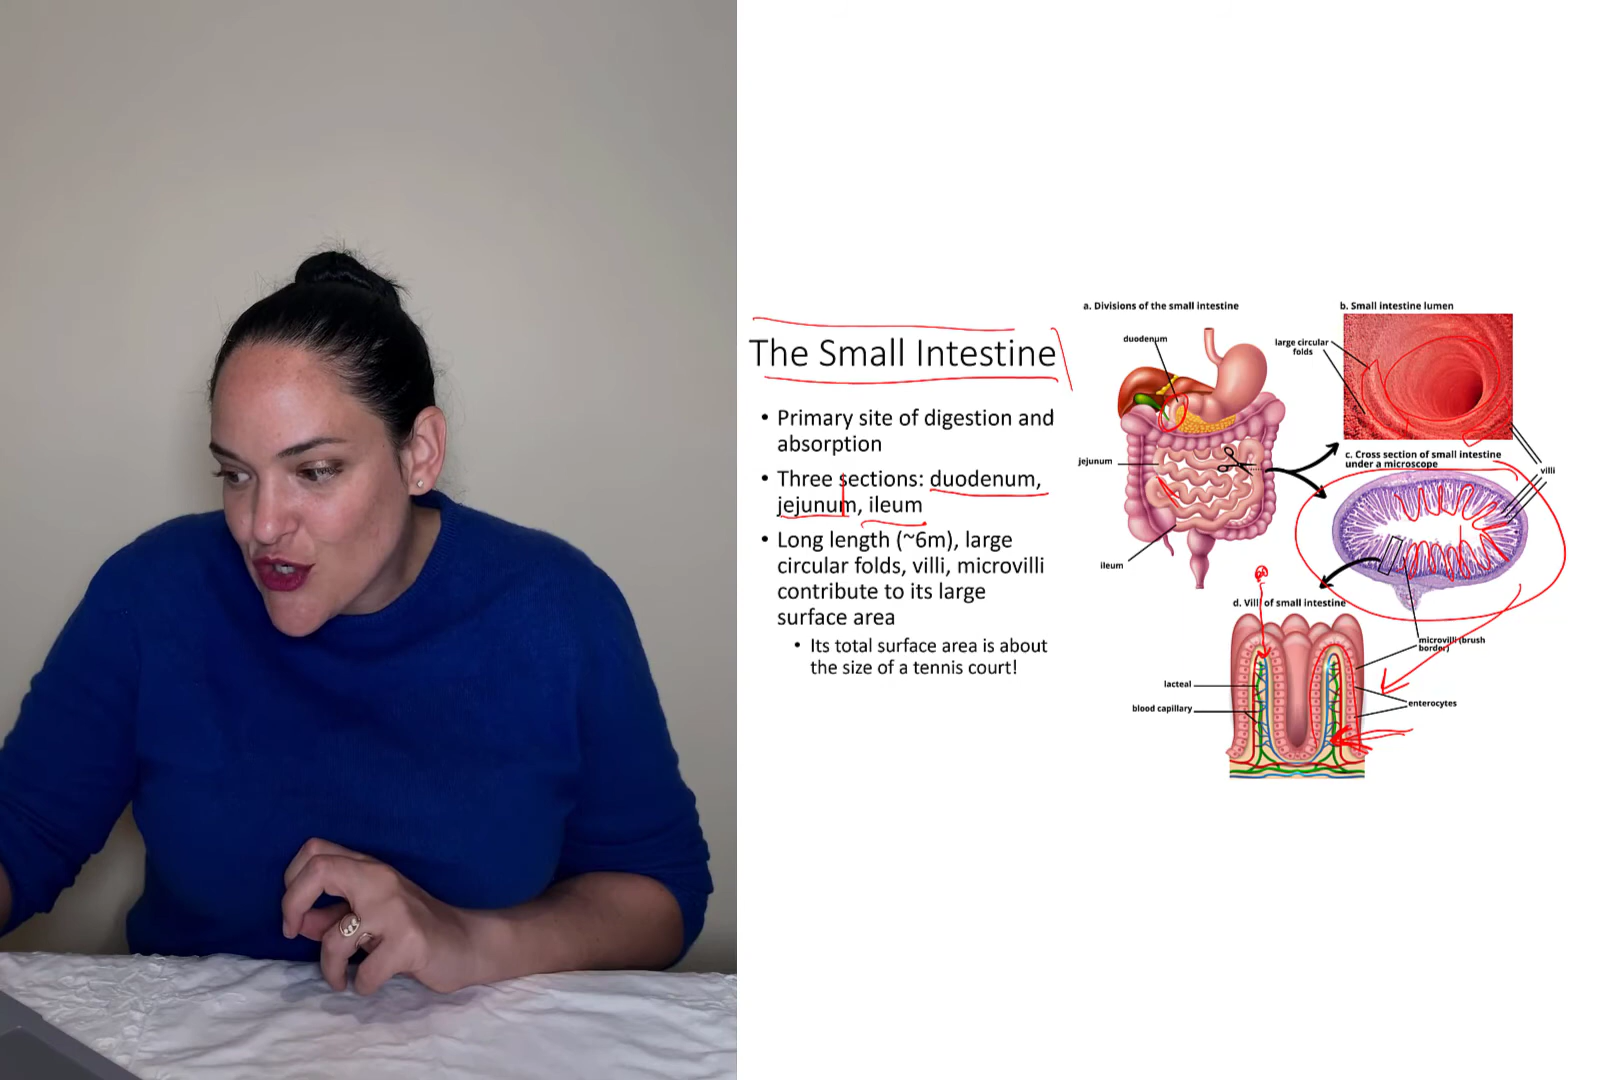 The Small Intestine
• Primary site of digestion and
absorption
• Three sections: duodenum,
jejunum, ileum
• Long length (~6m), large
circular folds, villi, microvilli
contribute to its large
surface area
• Its total surface area is about
the size of a tennis court!
a. Divisions of the small intestine
duodenum
jejunum
ileum
b. Small intestine lumen
large circular
folds
c. Cross section of small intestine
under a microscope
villi
d. Villi of small intestine
microvilli (brush
border)
lacteal
blood capillary
enterocytes